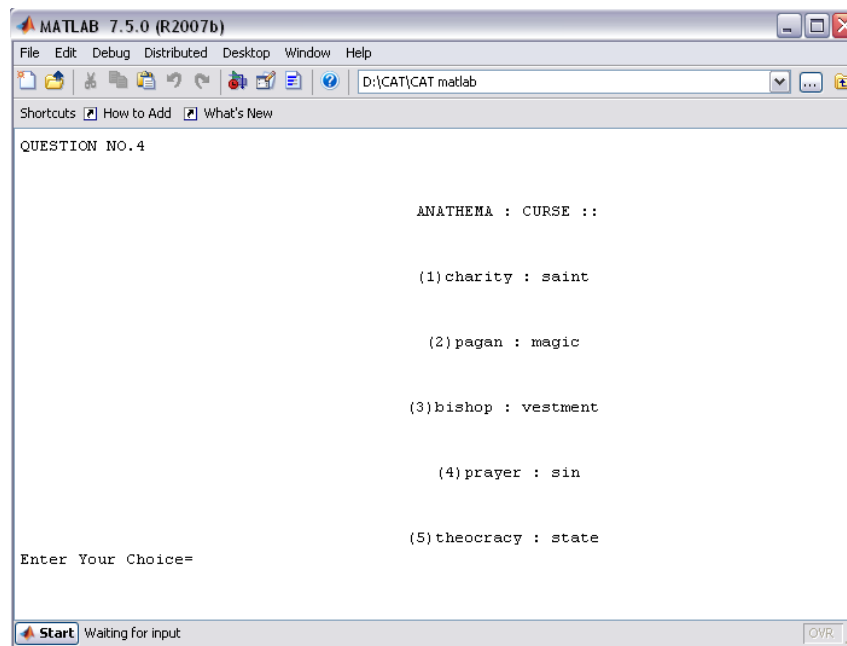 MATLAB 7.5.0 (R2007b)
File Edit Debug Distributed Desktop Window Help
D:\CAT\CAT matlab
Shortcuts How to Add What's New
QUESTION NO.4
ANATHEMA : CURSE ::
(1)charity : saint
(2)pagan : magic
(3)bishop : vestment
(4)prayer : sin
(5)theocracy : state
Enter Your Choice=
Start Waiting for input
OVR